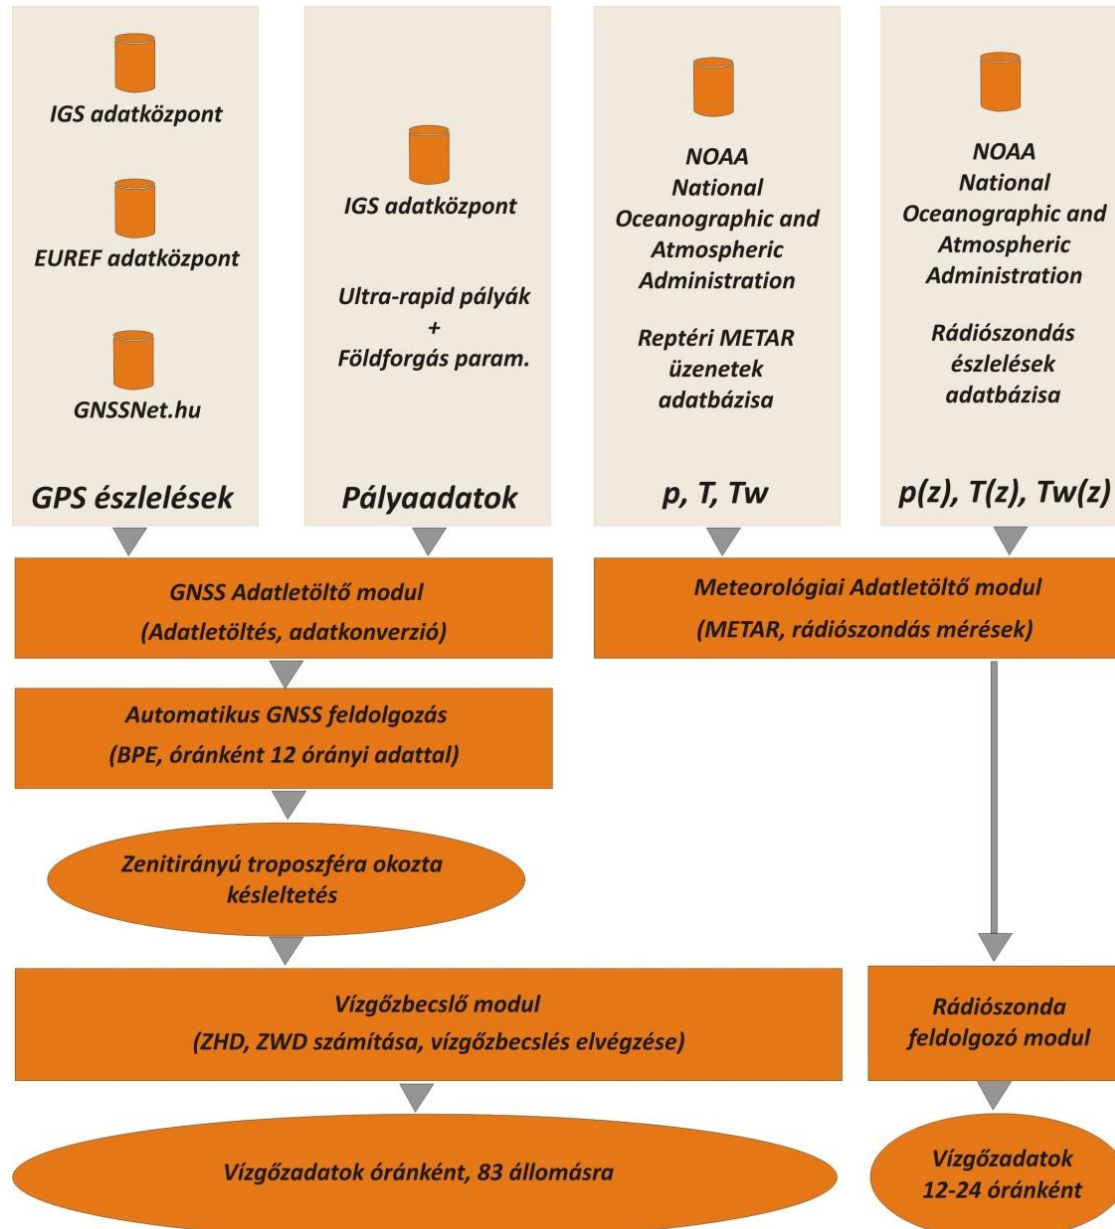 IGS adatközpont
EUREF adatközpont
GNSSNet.hu
GPS észlelések
IGS adatközpont
Ultra-rapid pályák
+
Földforgás param.
Pályaadatok
NOAA
National
Oceanographic and
Atmospheric
Administration
Reptéri METAR
üzenetek
adatbázisa
p, T, Tw
NOAA
National
Oceanographic and
Atmospheric
Administration
Rádiószondás
észlelések
adatbázisa
p(z), T(z), Tw(z)
GNSS Adatletöltő modul
(Adatletöltés, adatkonverzió)
Meteorológiai Adatletöltő modul
(METAR, rádiószondás mérések)
Automatikus GNSS feldolgozás
(BPE, óránként 12 órányi adattal)
Zenitirányú troposzféra okozta
késleltetés
Vízgőzbecslő modul
(ZHD, ZWD számítása, vízgőzbecslés elvégzése)
Rádiószonda
feldolgozó modul
Vízgőzadatok óránként, 83 állomásra
Vízgőzadatok
12-24 óránként